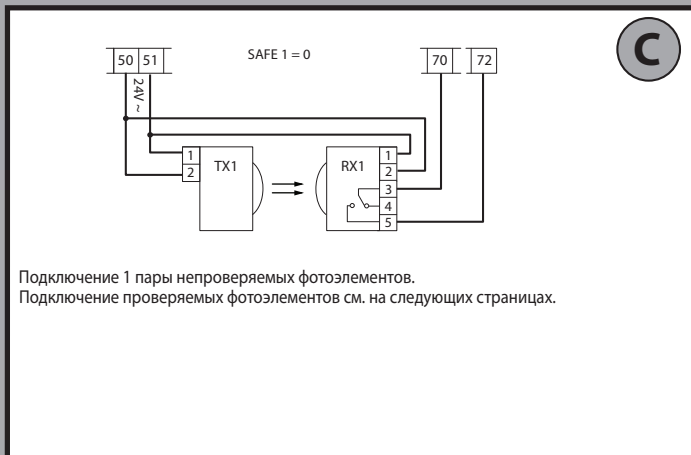 C
SAFE 1 = 0
50 51
70 72
24V ~
1
2
TX1
RX1
1
2
3
4
5
Подключение 1 пары непроверяемых фотоэлементов.
Подключение проверяемых фотоэлементов см. на следующих страницах.